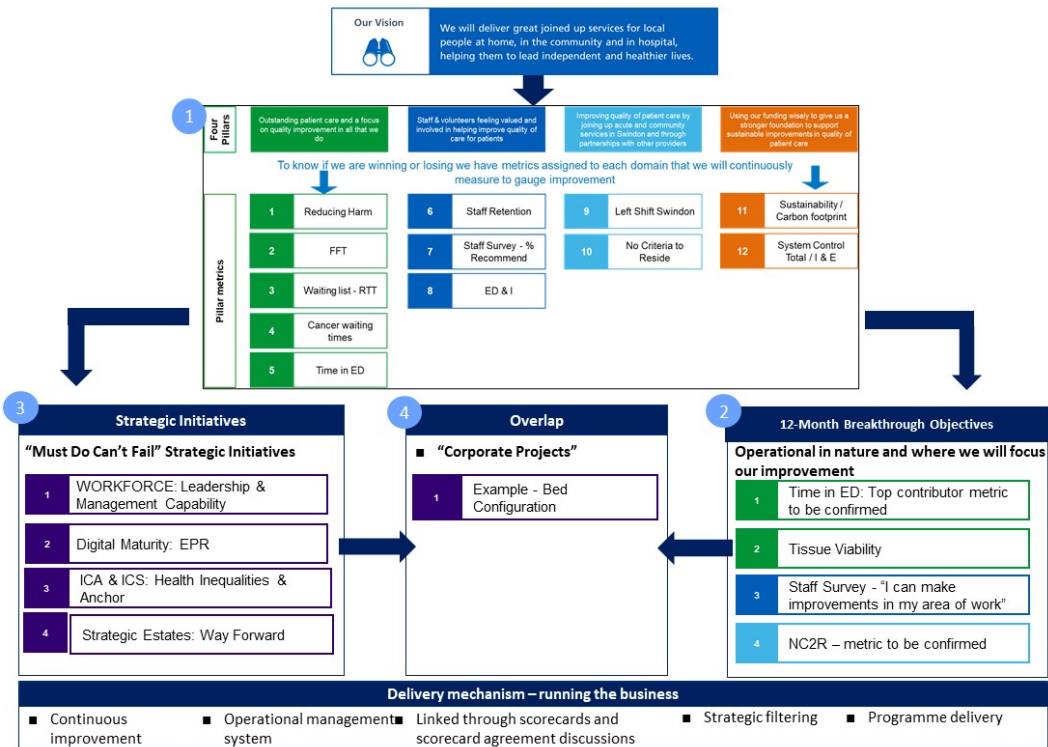 Our Vision
We will deliver great joined up services for local
people at home, in the community and in hospital,
helping them to lead independent and healthier lives.
1
Four
Pillars
Outstanding patient care and a focus
on quality improvement in all that we
do
Staff & volunteers feeling valued and
involved in helping improve quality of
care for patients
Improving quality of patient care by
joining up acute and community
services in Swindon and through
partnerships with other providers
Using our funding wisely to give us a
stronger foundation to support
sustainable improvements in quality of
patient care
To know if we are winning or losing we have metrics assigned to each domain that we will continuously
measure to gauge improvement
Pillar metrics
1
Reducing Harm
2
FFT
3
Waiting list - RTT
4
Cancer waiting
times
5
Time in ED
6
Staff Retention
7
Staff Survey - %
Recommend
8
ED & I
9
Left Shift Swindon
10
No Criteria to
Reside
11
Sustainability /
Carbon footprint
12
System Control
Total / I & E
3
Strategic Initiatives
“Must Do Can’t Fail” Strategic Initiatives
1
WORKFORCE: Leadership &
Management Capability
2
Digital Maturity: EPR
3
ICA & ICS: Health Inequalities &
Anchor
4
Strategic Estates: Way Forward
4
Overlap
■ “Corporate Projects”
1
Example - Bed
Configuration
2
12-Month Breakthrough Objectives
Operational in nature and where we will focus
our improvement
1
Time in ED: Top contributor metric
to be confirmed
2
Tissue Viability
3
Staff Survey - “I can make
improvements in my area of work”
4
NC2R – metric to be confirmed
Delivery mechanism – running the business
■ Continuous
improvement
■ Operational management
system
■ Linked through scorecards and
scorecard agreement discussions
■ Strategic filtering
■ Programme delivery